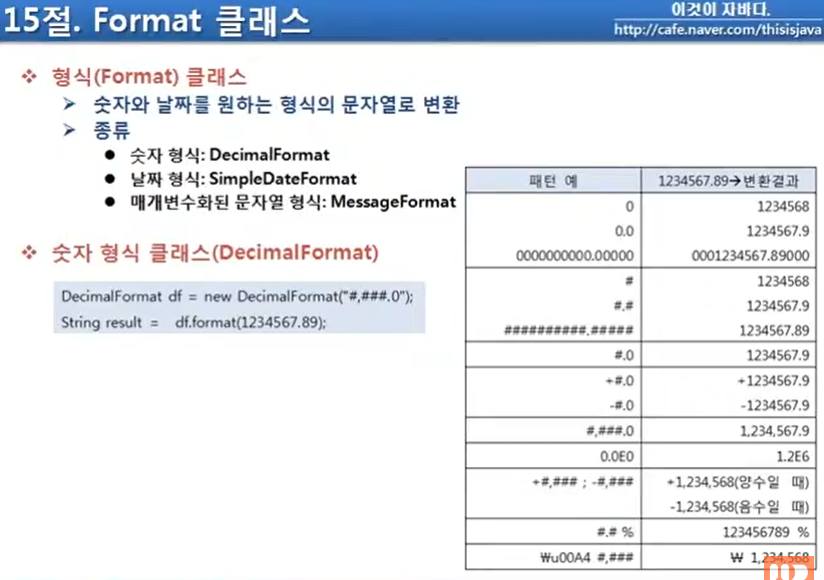 15절. Format 클래스
이것이 자바다.
http://cafe.naver.com/thisisjava
형식(Format) 클래스
숫자와 날짜를 원하는 형식의 문자열로 변환
종류
숫자 형식: DecimalFormat
날짜 형식: SimpleDateFormat
매개변수화된 문자열 형식: MessageFormat
숫자 형식 클래스(DecimalFormat)
DecimalFormat df = new DecimalFormat("#,###.0");
String result = df.format(1234567.89);
패턴 예 1234567.89→변환결과
0 1234568
0.0 1234567.9
0000000000.00000 0001234567.89000
# 1234568
#.# 1234567.9
##########.##### 1234567.89
#.0 1234567.9
+#.0 +1234567.9
-#.0 -1234567.9
#,###.0 1,234,567.9
0.0E0 1.2E6
+#,### ; -#,### +1,234,568(양수일 때)
-1,234,568(음수일 때)
#.# % 123456789 %
₩u00A4 #,### ₩ 1,234,568